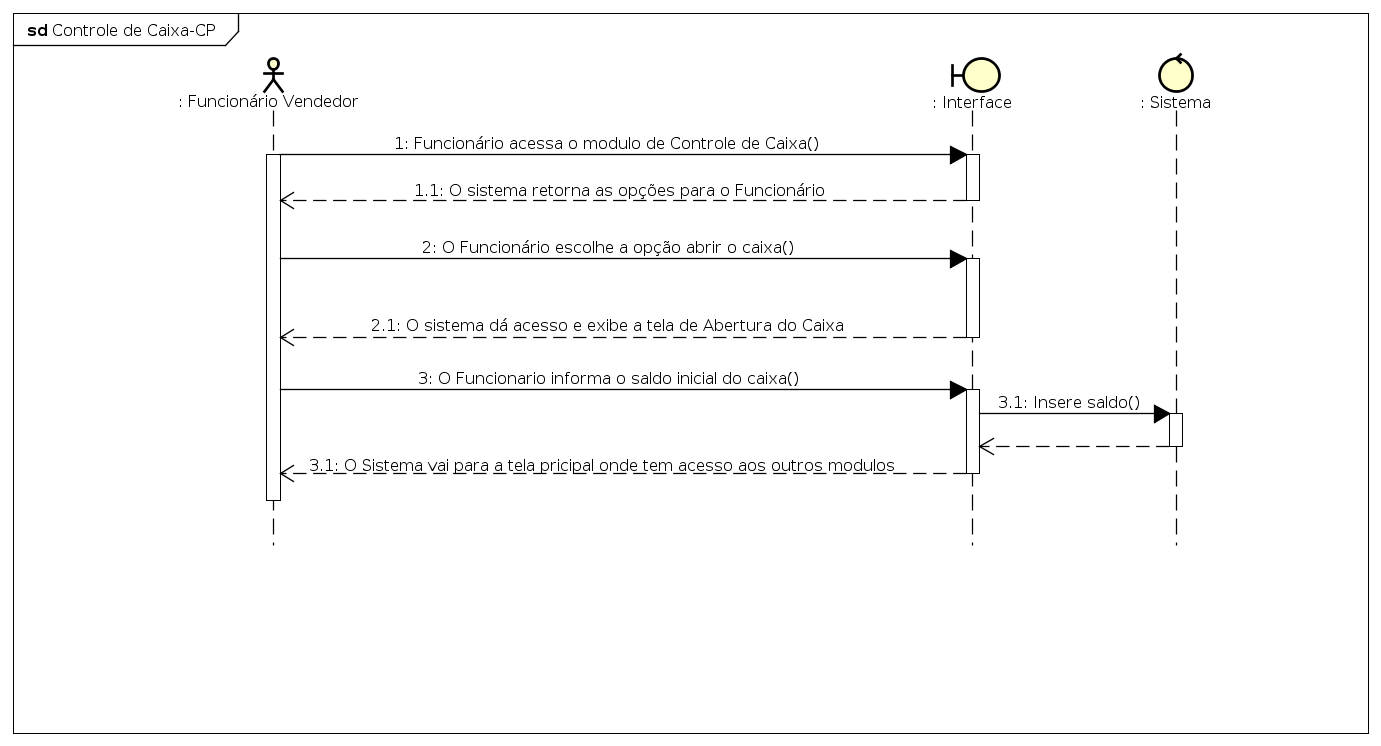 sd Controle de Caixa-CP
: Funcionário Vendedor
: Interface
: Sistema
1: Funcionário acessa o modulo de Controle de Caixa()
1.1: O sistema retorna as opções para o Funcionário
2: O Funcionário escolhe a opção abrir o caixa()
2.1: O sistema dá acesso e exibe a tela de Abertura do Caixa
3: O Funcionario informa o saldo inicial do caixa()
3.1: Insere saldo()
3.1: O Sistema vai para a tela pricipal onde tem acesso aos outros modulos